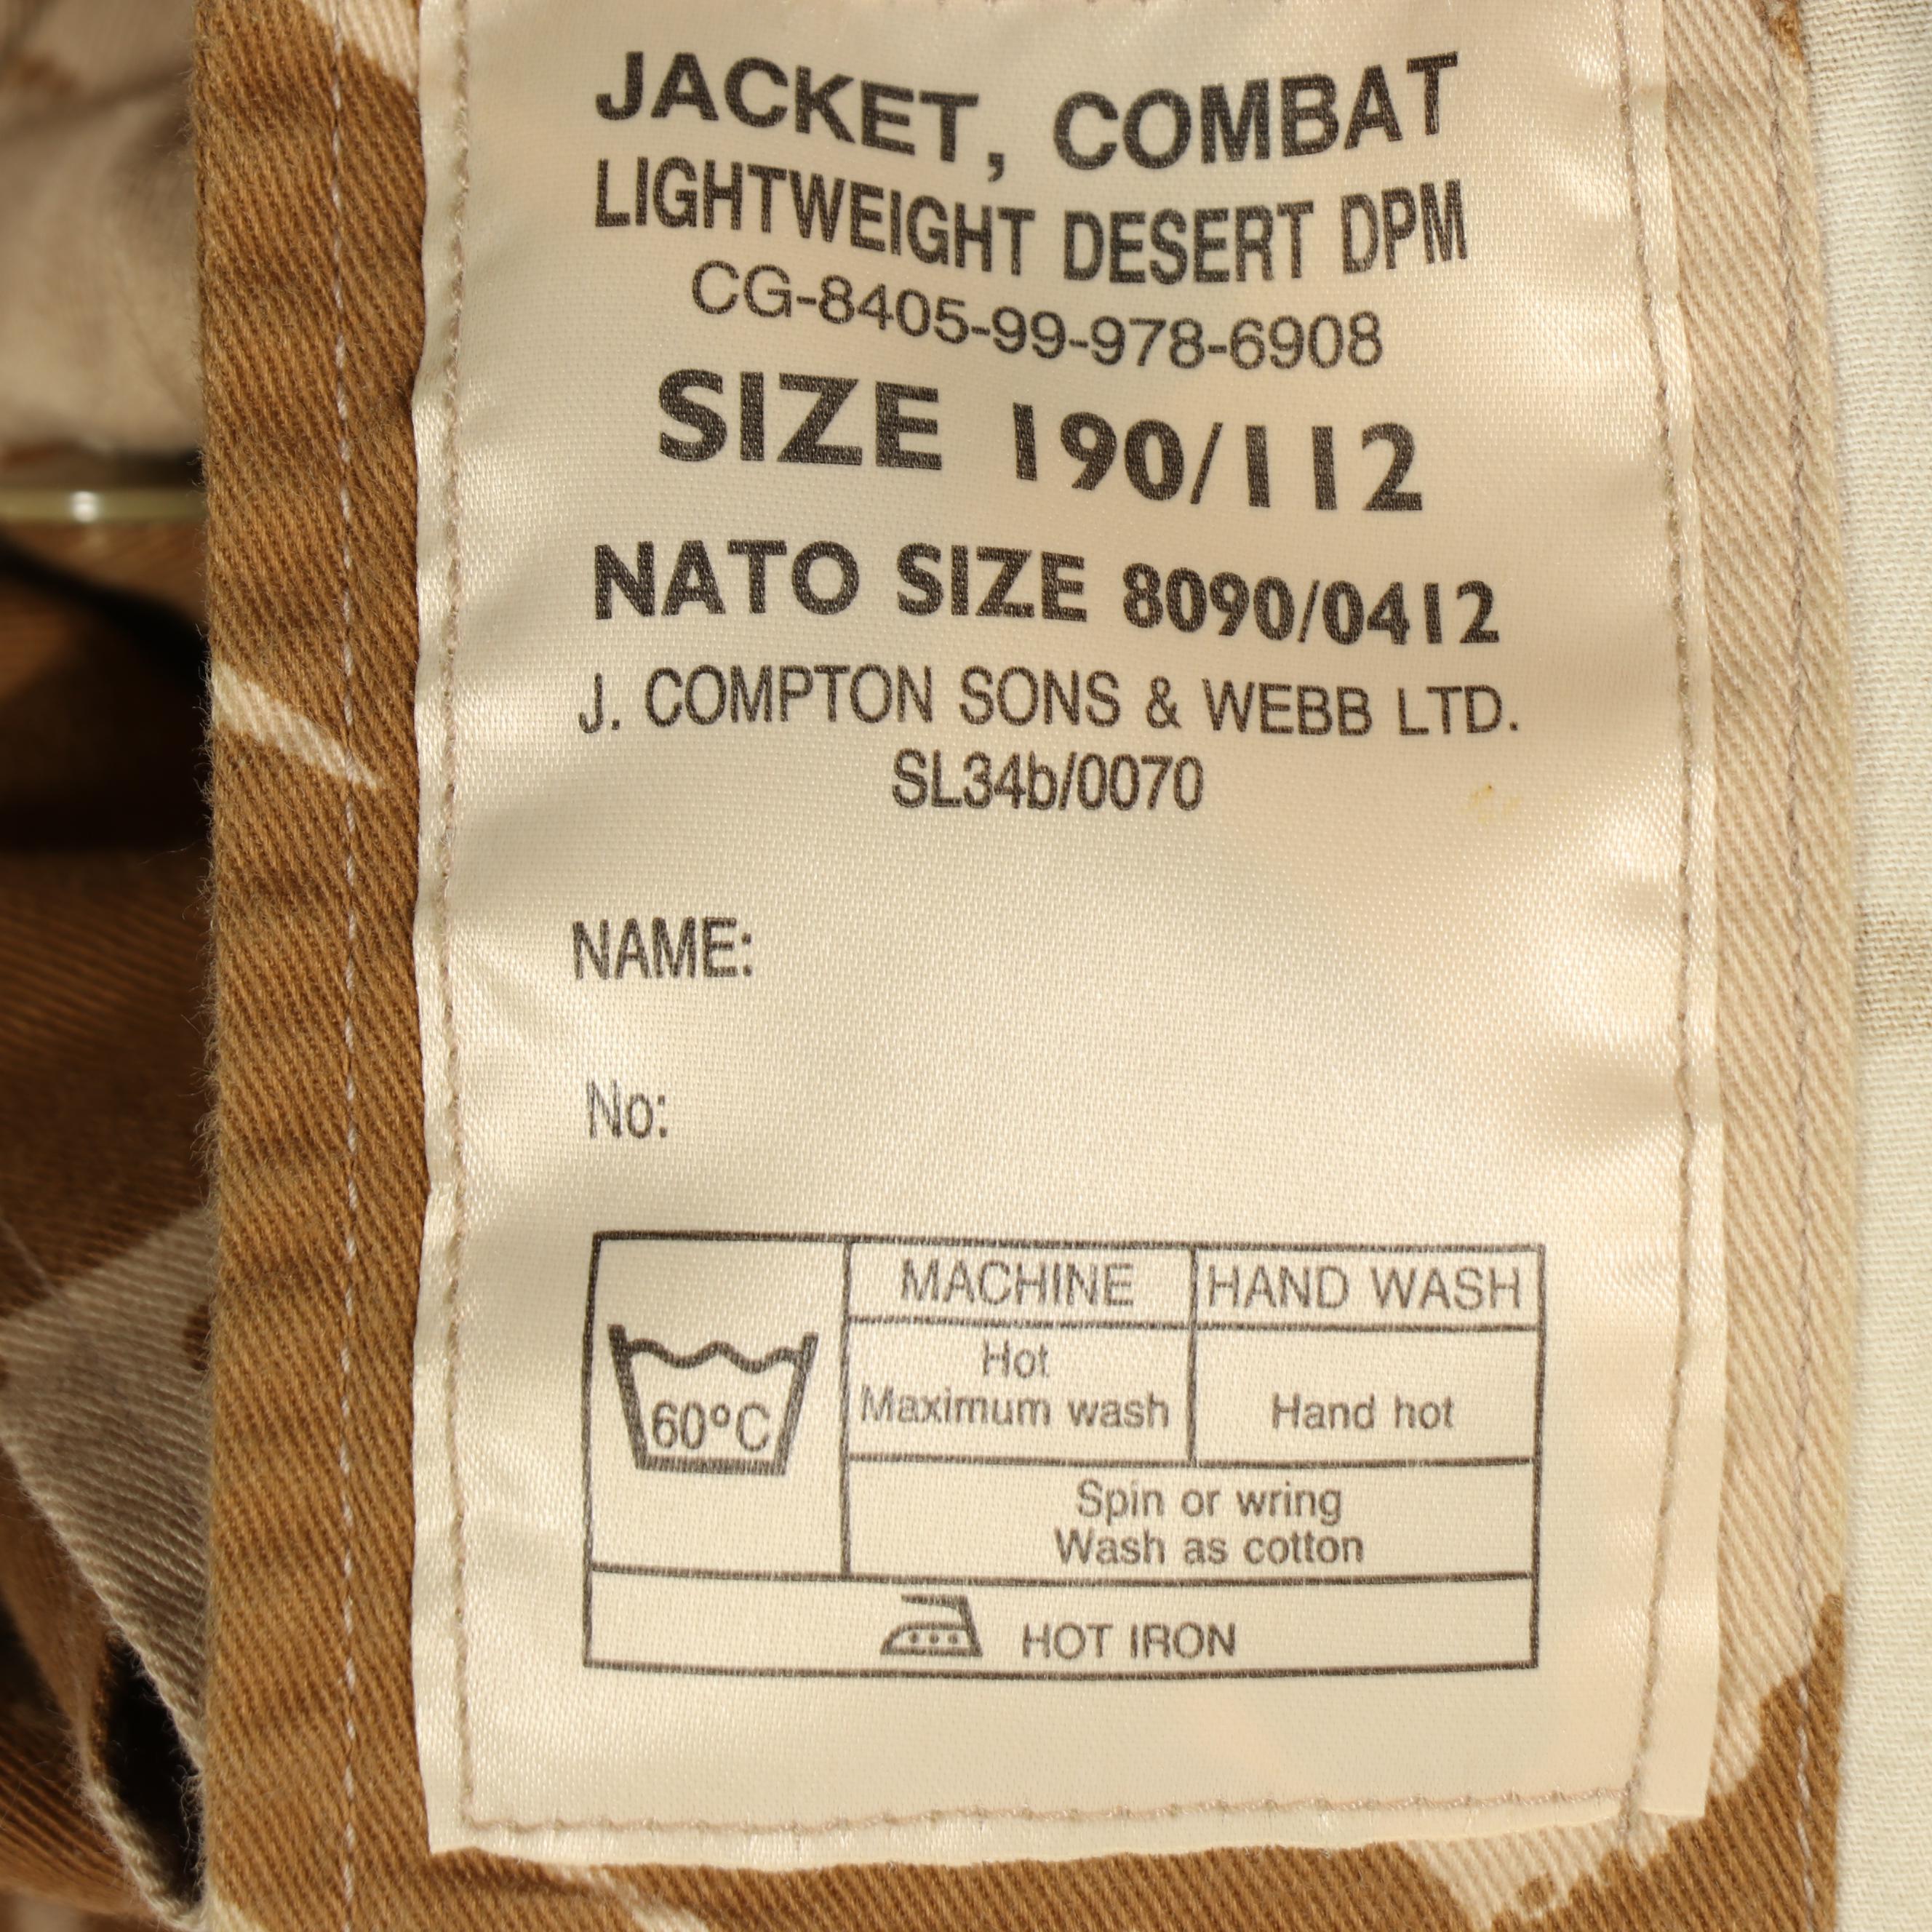 JACKET, COMBAT
LIGHTWEIGHT DESERT DPM
CG-8405-99-978-6908
SIZE 190/112
NATO SIZE 8090/0412
J. COMPTON SONS & WEBB LTD.
SL34b/0070
NAME:
No:
MACHINE HAND WASH
Hot
60°C Maximum wash Hand hot
Spin or wring
Wash as cotton
HOT IRON